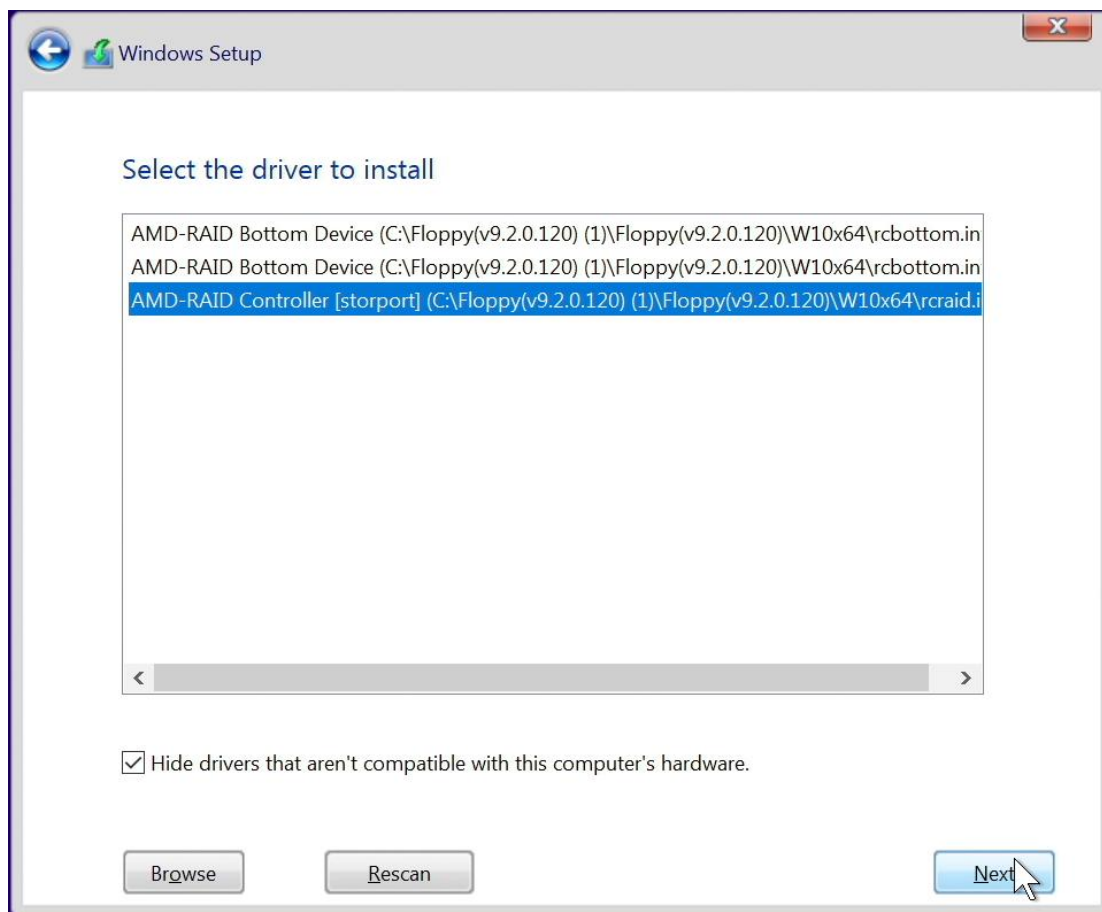 Windows Setup
Select the driver to install
AMD-RAID Bottom Device (C:\Floppy(v9.2.0.120) (1)\Floppy(v9.2.0.120)\W10x64\rcbottom.in
AMD-RAID Bottom Device (C:\Floppy(v9.2.0.120) (1)\Floppy(v9.2.0.120)\W10x64\rcbottom.in
AMD-RAID Controller [storport] (C:\Floppy(v9.2.0.120) (1)\Floppy(v9.2.0.120)\W10x64\rcraid.i
Hide drivers that aren't compatible with this computer's hardware.
Browse Rescan Next